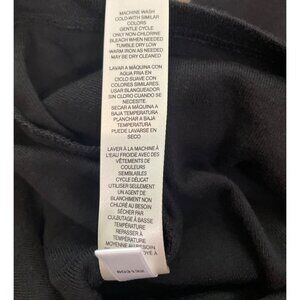 MACHINE WASH
COLD-WITH SIMILAR
COLORS
GENTLE CYCLE
ONLY NON-CHLORINE
BLEACH WHEN NEEDED
TUMBLE DRY LOW
WARM IRON AS NEEDED
MAY BE DRY CLEANED
LAVAR A MÁQUINA CON
AGUA FRIA EN
CICLO SUAVE CON
COLORES SIMILARES
USAR BLANQUEADOR
SIN CLORO CUANDO SE
NECESITE.
SECAR A MÁQUINA A
BAJA TEMPERATURA
PLANCHAR A BAJA
TEMPERATURA
PUEDE LAVARSE EN
SECO
LAVER À LA MACHINE À
L'EAU FROIDE AVEC DES
VÊTEMENTS DE
COULEURS
SEMBLABLES
CYCLE DÉLICAT
UTILISER SEULEMENT
UN AGENT DE
BLANCHIMENT NON
CHLORÉ AU BESOIN
SÉCHER PAR
CULBUTAGE À BASSE
TEMPÉRATURE
REPASSER À
TEMPÉRATURE
MOYENNE AU BESOIN